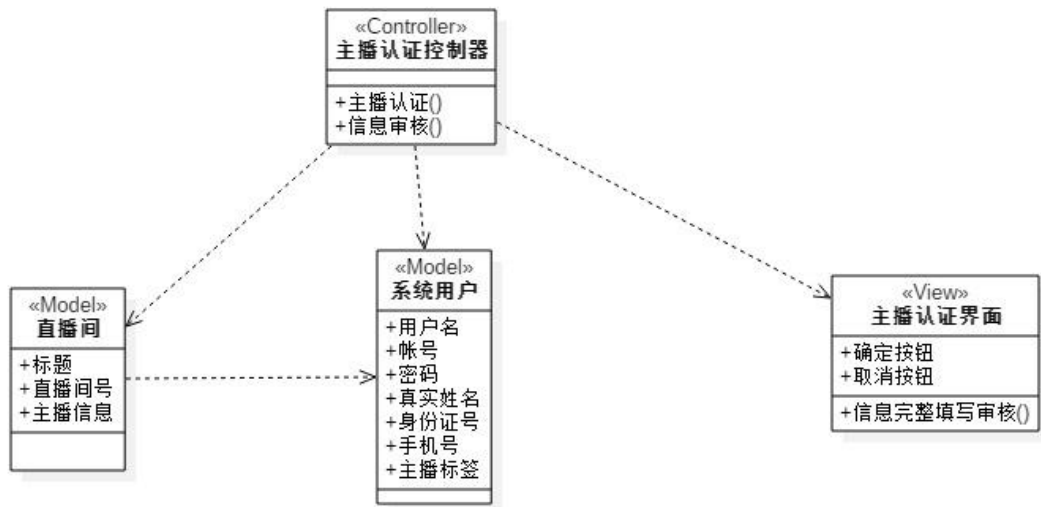 «Controller»
主播认证控制器
+主播认证()
+信息审核()
«Model»
直播间
+标题
+直播间号
+主播信息
«Model»
系统用户
+用户名
+帐号
+密码
+真实姓名
+身份证号
+手机号
+主播标签
«View»
主播认证界面
+确定按钮
+取消按钮
+信息完整填写审核()